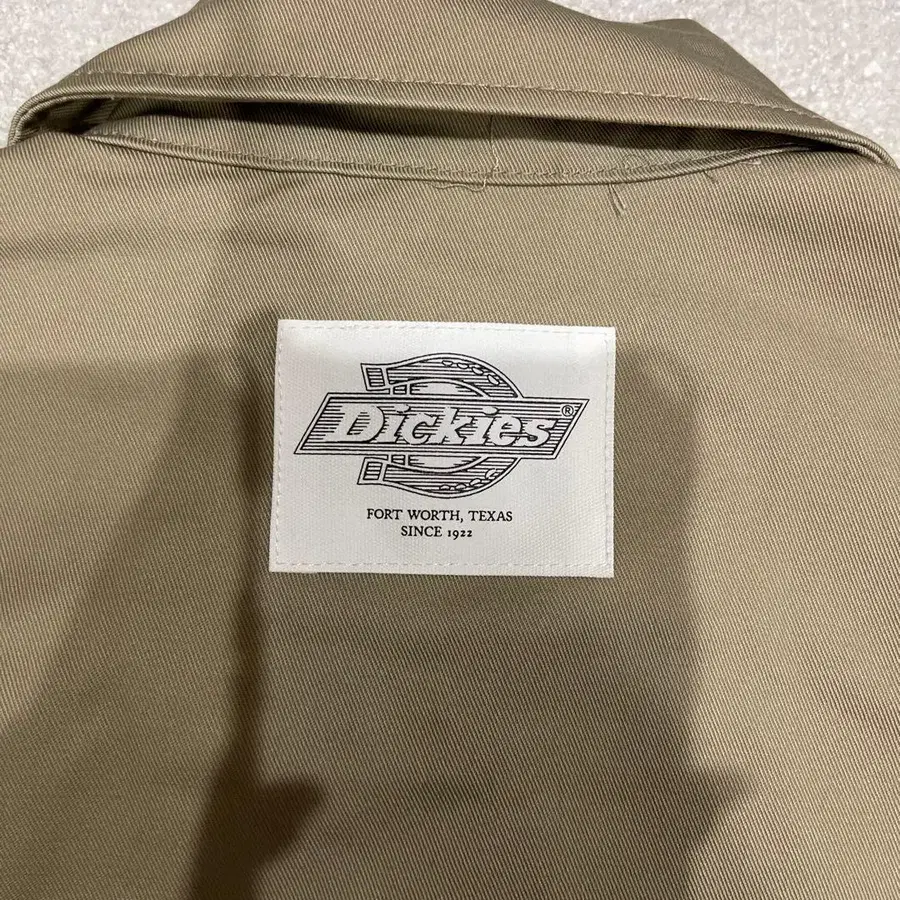 Dickies®
FORT WORTH, TEXAS
SINCE 1922